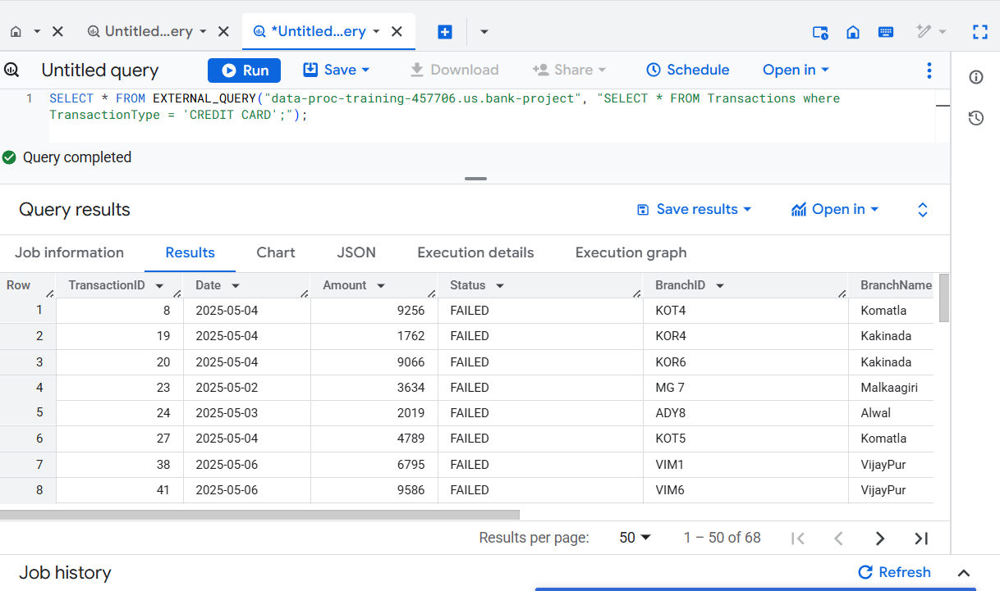 Untitled...ery
*Untitled...ery
Untitled query
Run
Save
Download
Share
Schedule
Open in
1
SELECT * FROM EXTERNAL_QUERY("data-proc-training-457706.us.bank-project", "SELECT * FROM Transactions where
TransactionType = 'CREDIT CARD';");
Query completed
Query results
Save results
Open in
Job information
Results
Chart
JSON
Execution details
Execution graph
Row TransactionID Date Amount Status BranchID BranchName
1 8 2025-05-04 9256 FAILED KOT4 Komatla
2 19 2025-05-04 1762 FAILED KOR4 Kakinada
3 20 2025-05-04 9066 FAILED KOR6 Kakinada
4 23 2025-05-02 3634 FAILED MG 7 Malkaagiri
5 24 2025-05-03 2019 FAILED ADY8 Alwal
6 27 2025-05-04 4789 FAILED KOT5 Komatla
7 38 2025-05-06 6795 FAILED VIM1 VijayPur
8 41 2025-05-06 9586 FAILED VIM6 VijayPur
Results per page: 50 1 – 50 of 68
Job history
Refresh